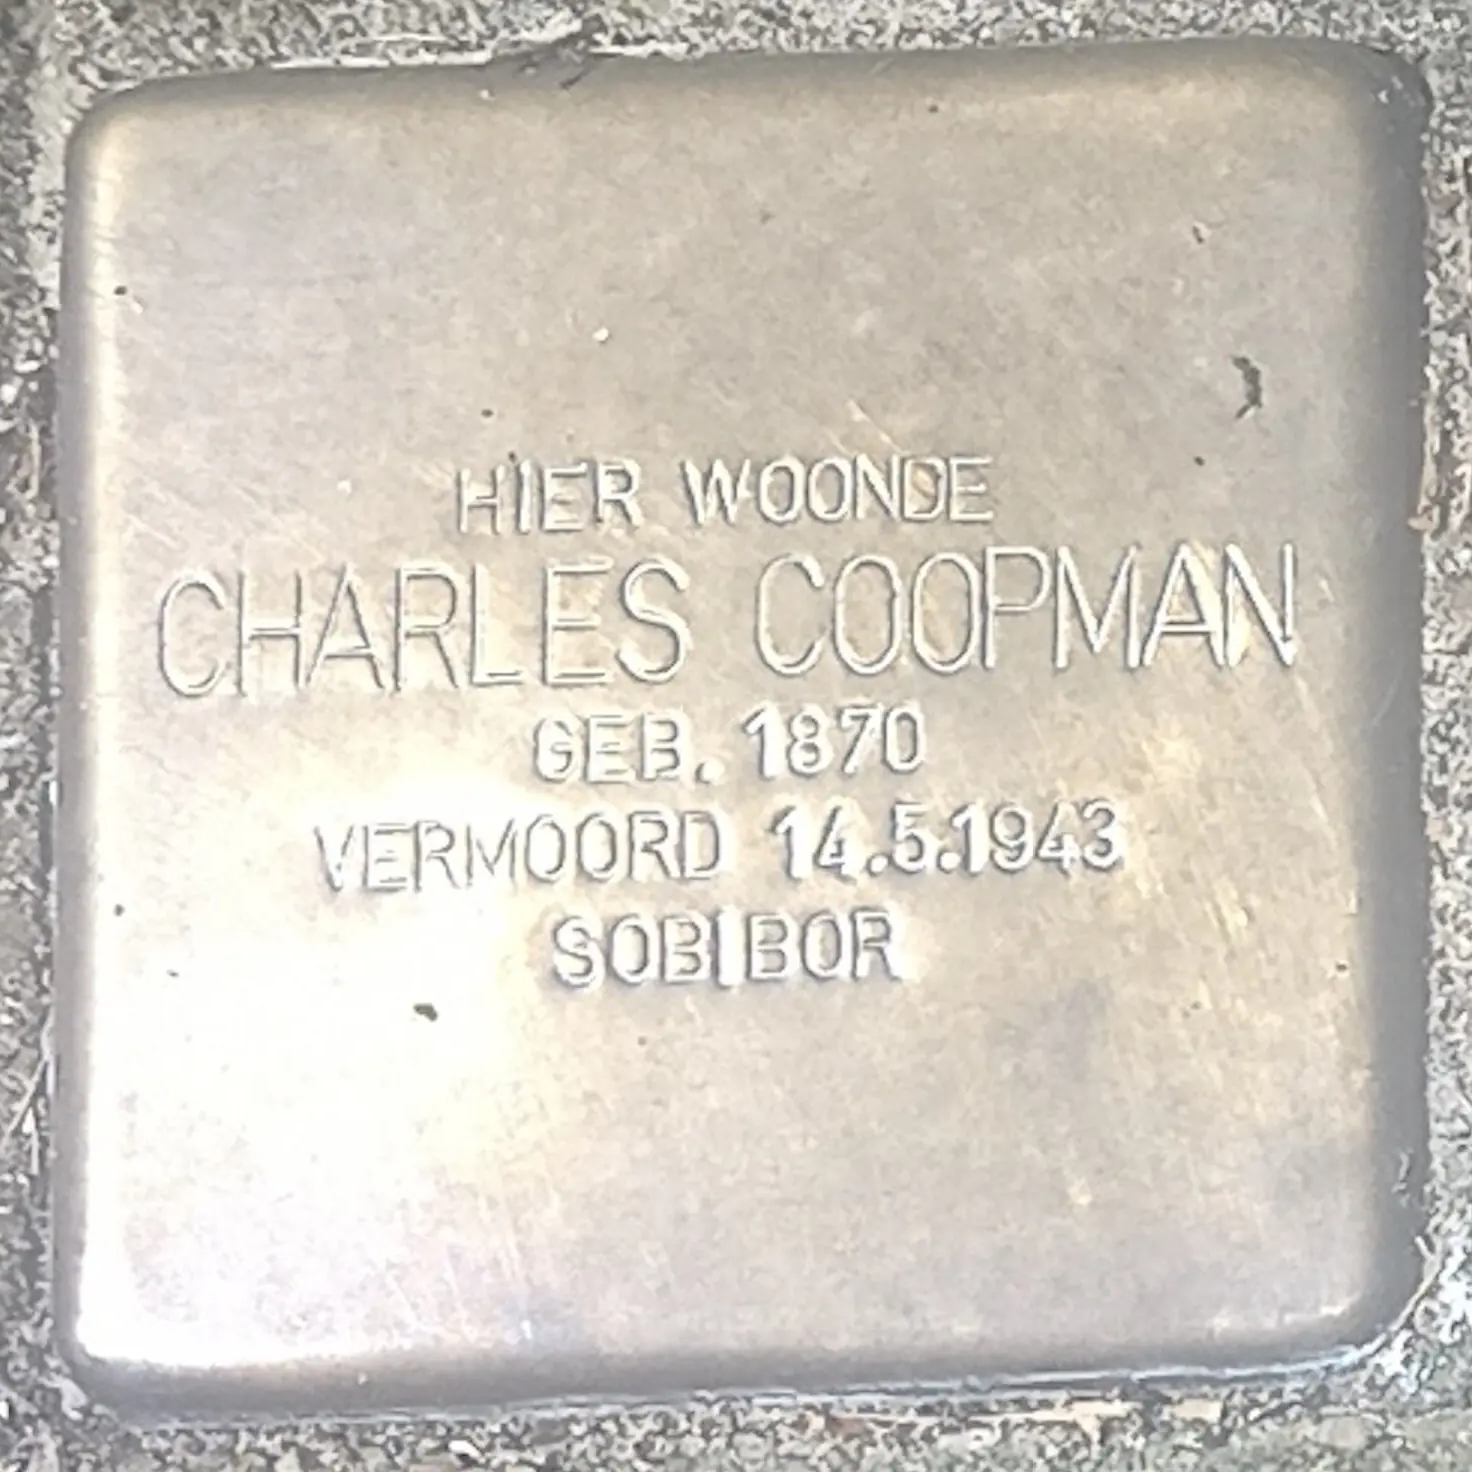 HIER WOONDE
CHARLES COOPMAN
GEB. 1870
VERMOORD 14.5.1943
SOBIBOR